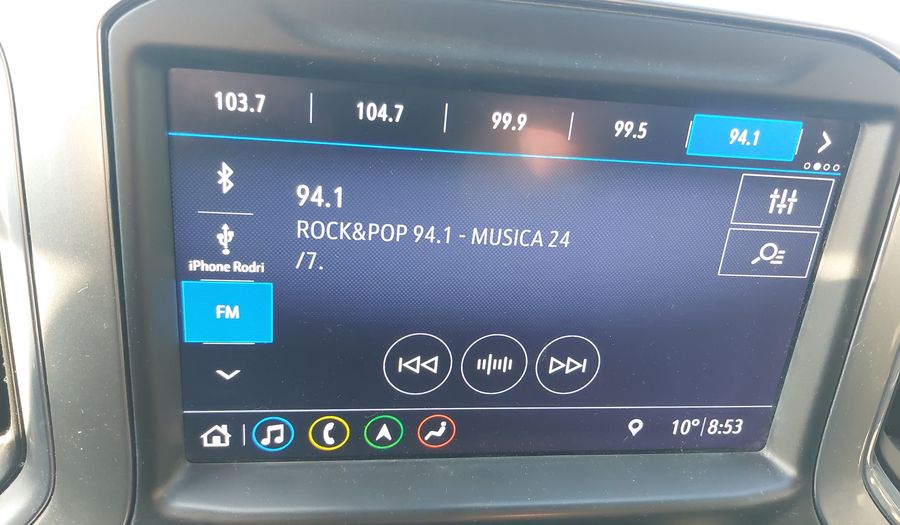 103.7 104.7 99.9 99.5 94.1
94.1
ROCK&POP 94.1 - MUSICA 24
/7.
iPhone Rodri
FM
10° 8:53